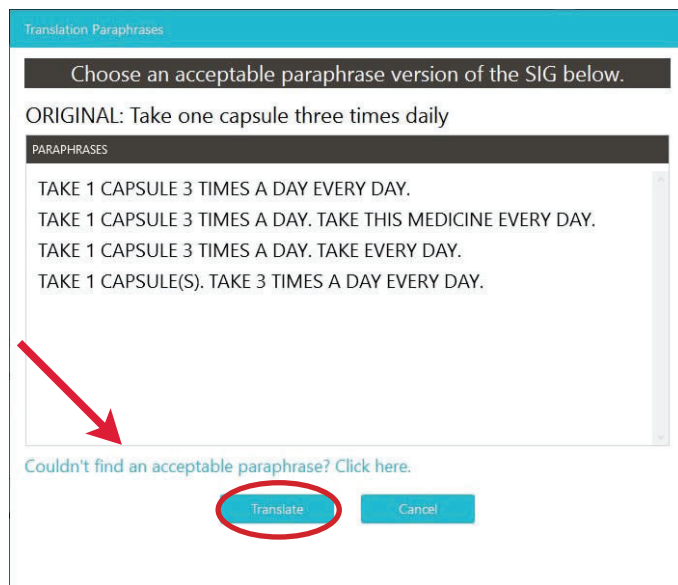 Translation Paraphrases
Choose an acceptable paraphrase version of the SIG below.
ORIGINAL: Take one capsule three times daily
PARAPHRASES
TAKE 1 CAPSULE 3 TIMES A DAY EVERY DAY.
TAKE 1 CAPSULE 3 TIMES A DAY. TAKE THIS MEDICINE EVERY DAY.
TAKE 1 CAPSULE 3 TIMES A DAY. TAKE EVERY DAY.
TAKE 1 CAPSULE(S). TAKE 3 TIMES A DAY EVERY DAY.
Couldn't find an acceptable paraphrase? Click here.
Translate Cancel